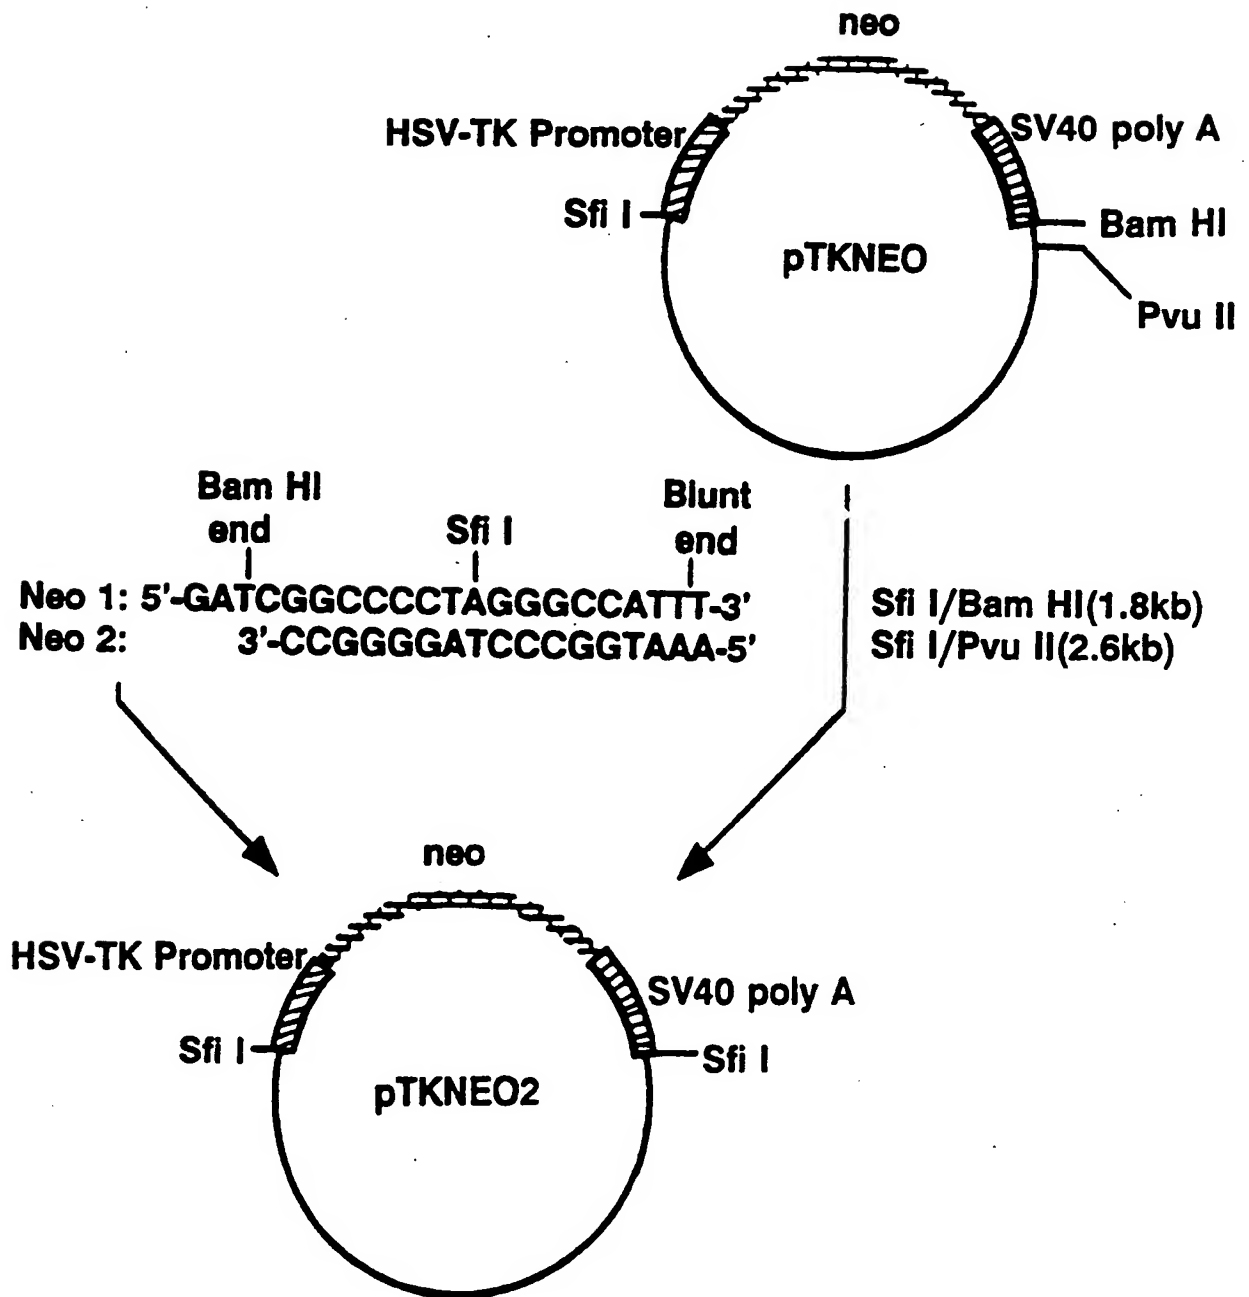 neo
HSV-TK Promoter
SV40 poly A
Sfi I
Bam HI
pTKNEO
Pvu II
Bam HI
end
Sfi I
Blunt
end
Neo 1: 5'-GATCGGCCCCTAGGGCCATTT-3'
Neo 2: 3'-CCGGGGATCCCGGTAAA-5'
Sfi I/Bam HI(1.8kb)
Sfi I/Pvu II(2.6kb)
neo
HSV-TK Promoter
SV40 poly A
Sfi I
Sfi I
pTKNEO2